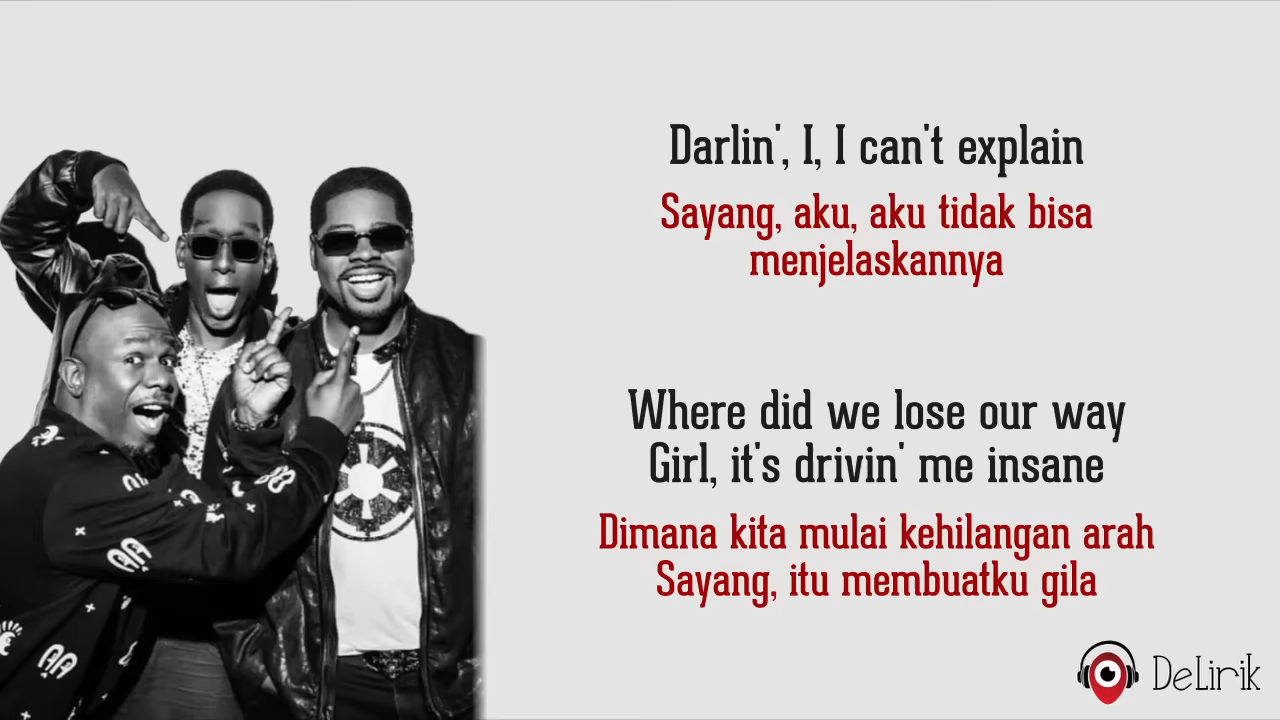 Darlin', I, I can't explain
Sayang, aku, aku tidak bisa
menjelaskannya
Where did we lose our way
Girl, it's drivin' me insane
Dimana kita mulai kehilangan arah
Sayang, itu membuatku gila
DeLirik